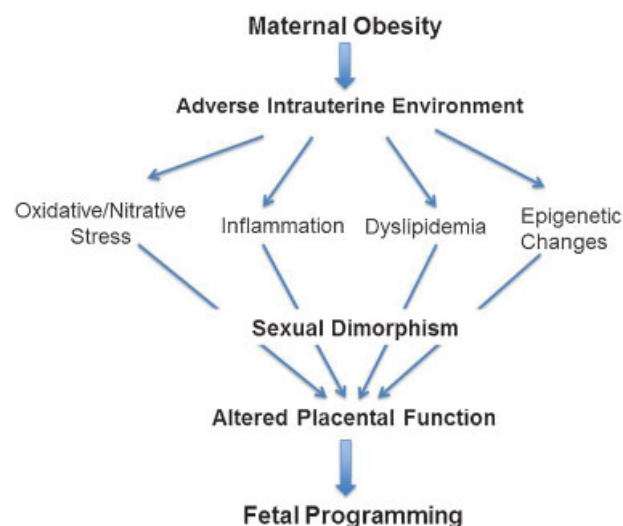 Maternal Obesity
Adverse Intrauterine Environment
Oxidative/Nitrative
Stress
Inflammation
Dyslipidemia
Epigenetic
Changes
Sexual Dimorphism
Altered Placental Function
Fetal Programming